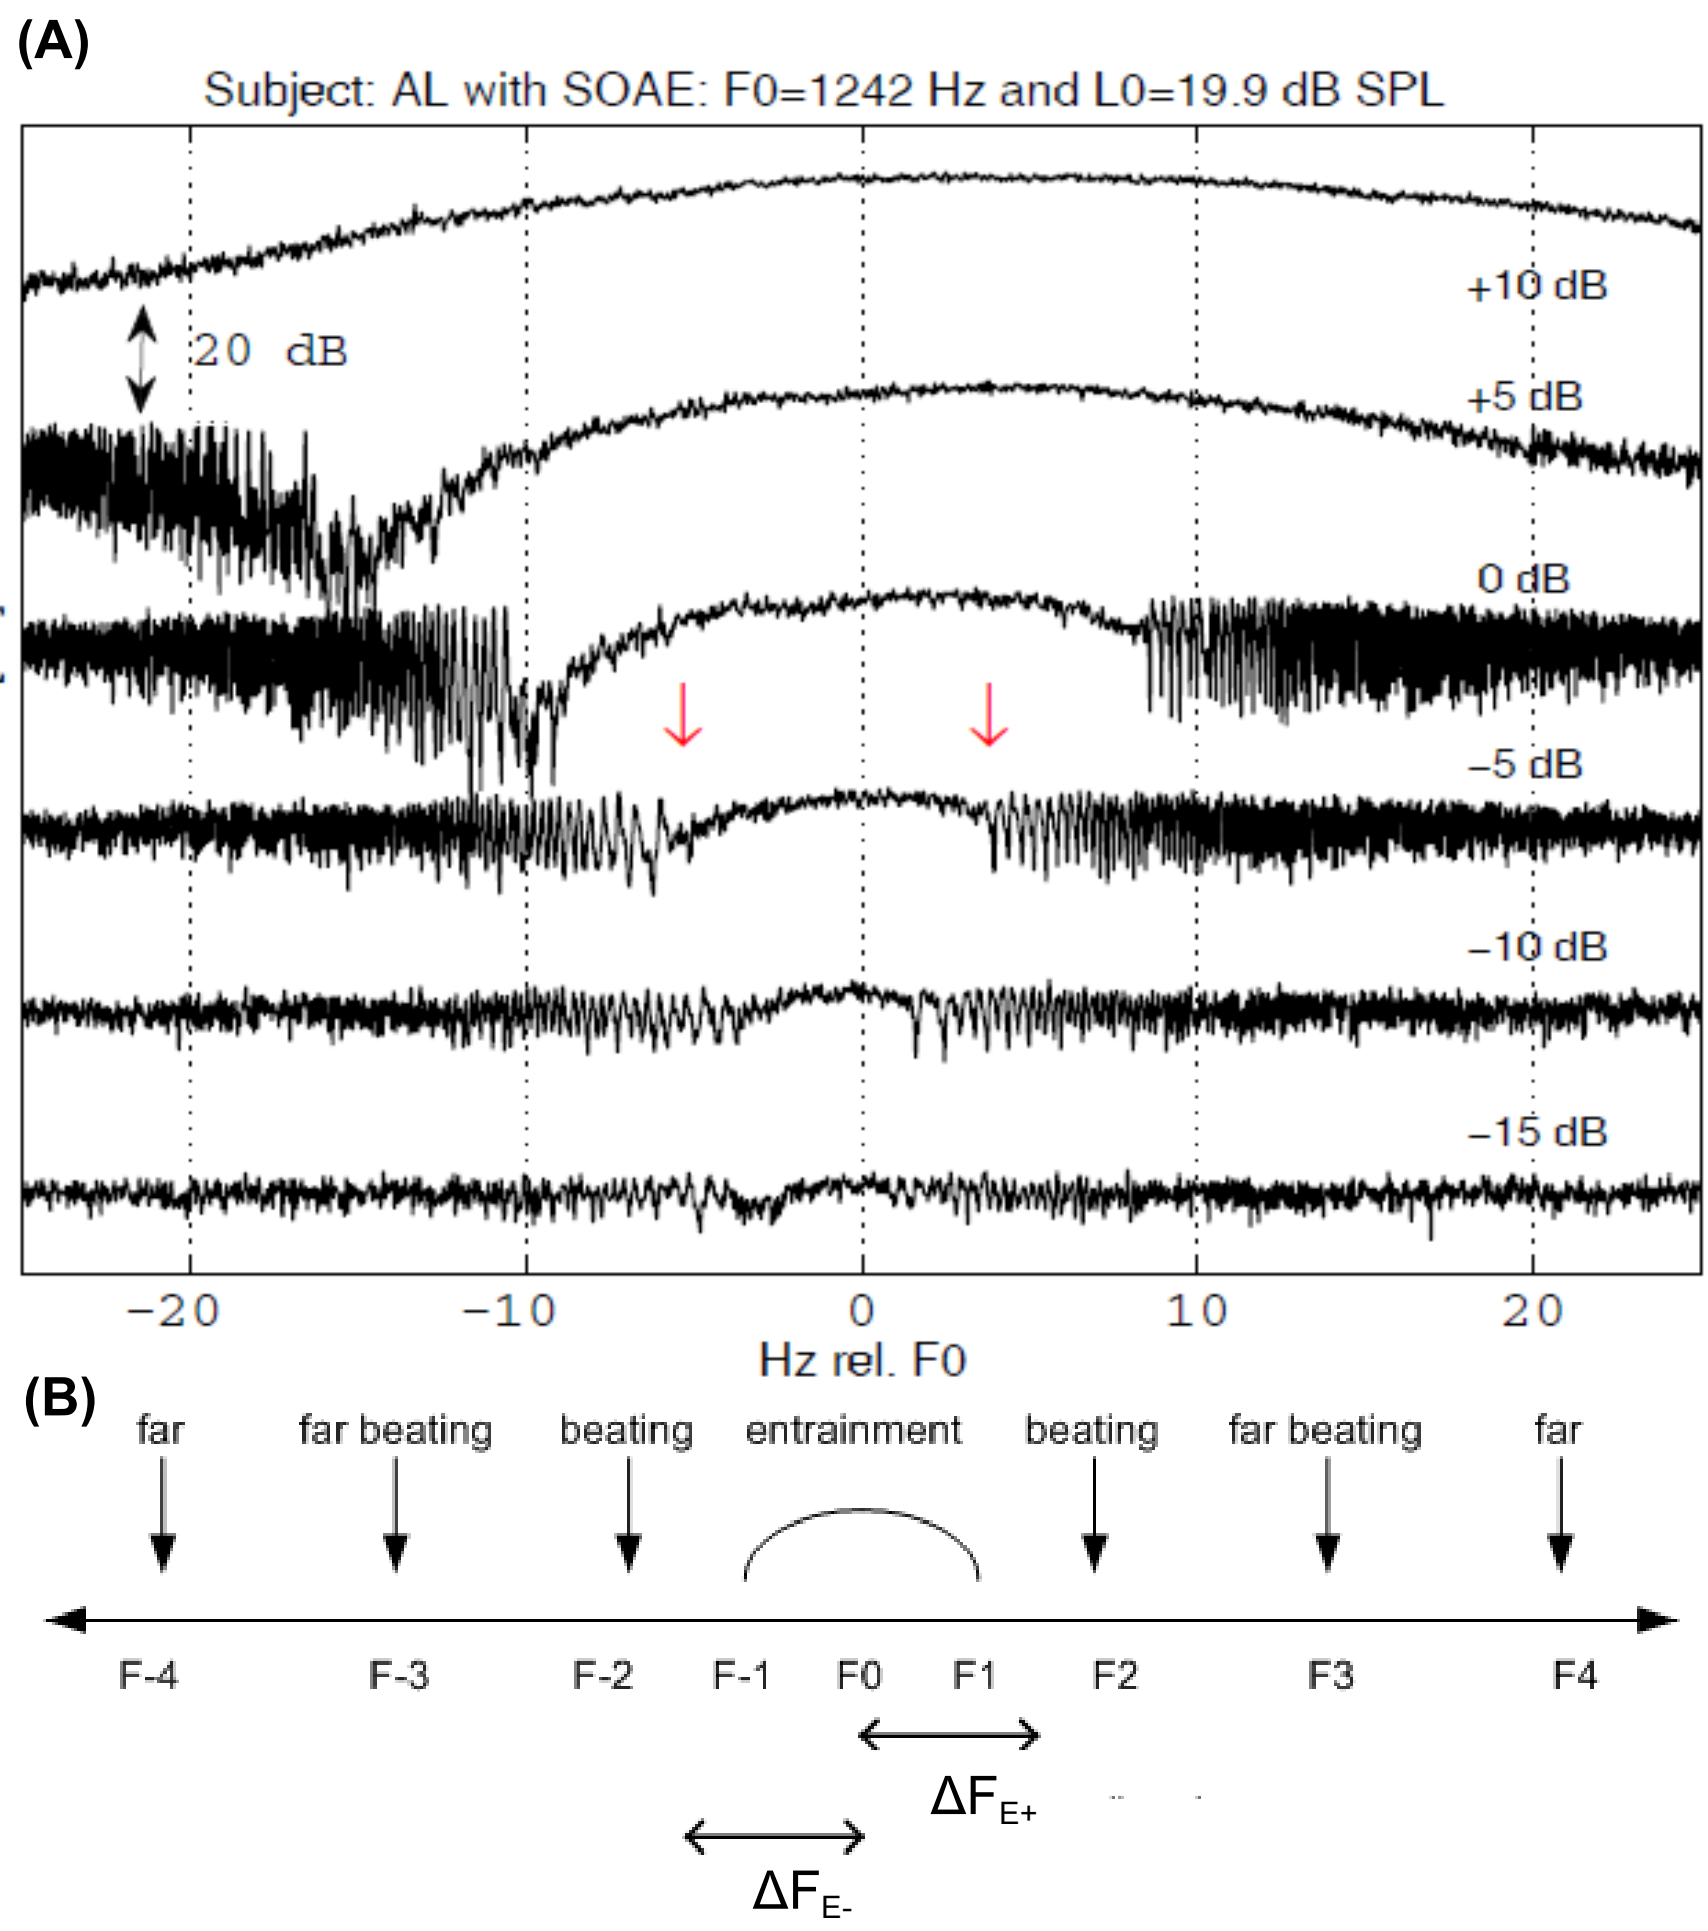 (A)
Subject: AL with SOAE: F0=1242 Hz and L0=19.9 dB SPL
+10 dB
20 dB
+5 dB
0 dB
−5 dB
−10 dB
−15 dB
−20 −10 0 10 20
Hz rel. F0
(B)
far far beating beating entrainment beating far beating far
F-4 F-3 F-2 F-1 F0 F1 F2 F3 F4
ΔFE+
ΔFE-